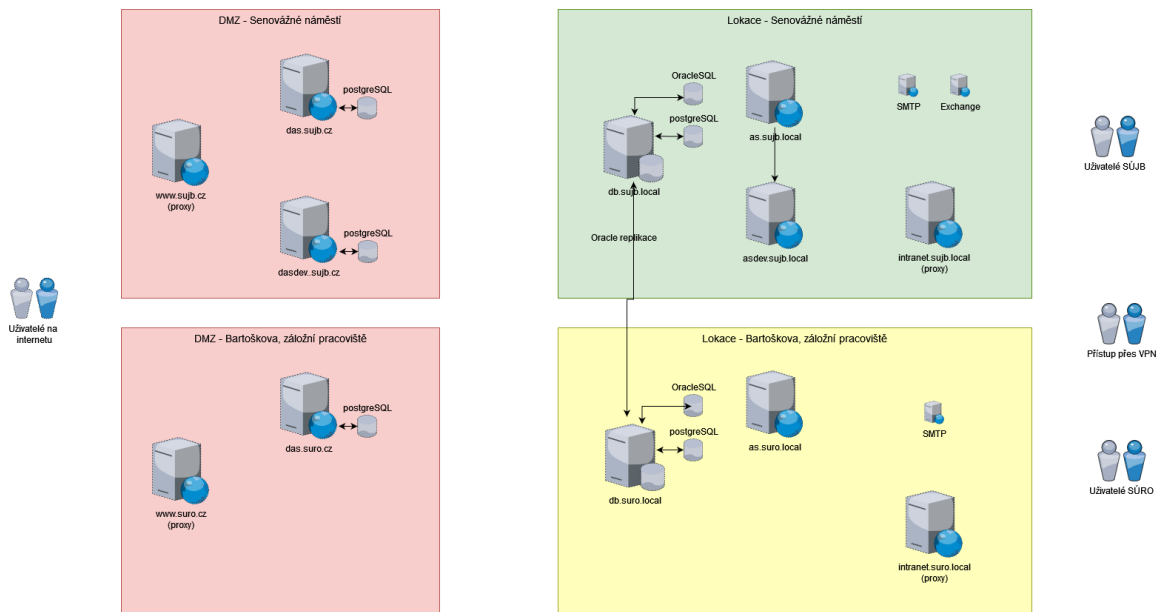 DMZ - Senovážné náměstí
postgreSQL
das.sujb.cz
www.sujb.cz
(proxy)
postgreSQL
dasdev..sujb.cz
Uživatelé na
internetu
DMZ - Bartoškova, záložní pracoviště
postgreSQL
das.suro.cz
www.suro.cz
(proxy)
Lokace - Senovážné náměstí
OracleSQL
postgreSQL
db.sujb.local
as.sujb.local
SMTP
Exchange
Oracle replikace
asdev.sujb.local
intranet.sujb.local
(proxy)
Lokace - Bartoškova, záložní pracoviště
OracleSQL
postgreSQL
db.suro.local
as.suro.local
SMTP
intranet.suro.local
(proxy)
Uživatelé SÚJB
Přístup přes VPN
Uživatelé SÚRO